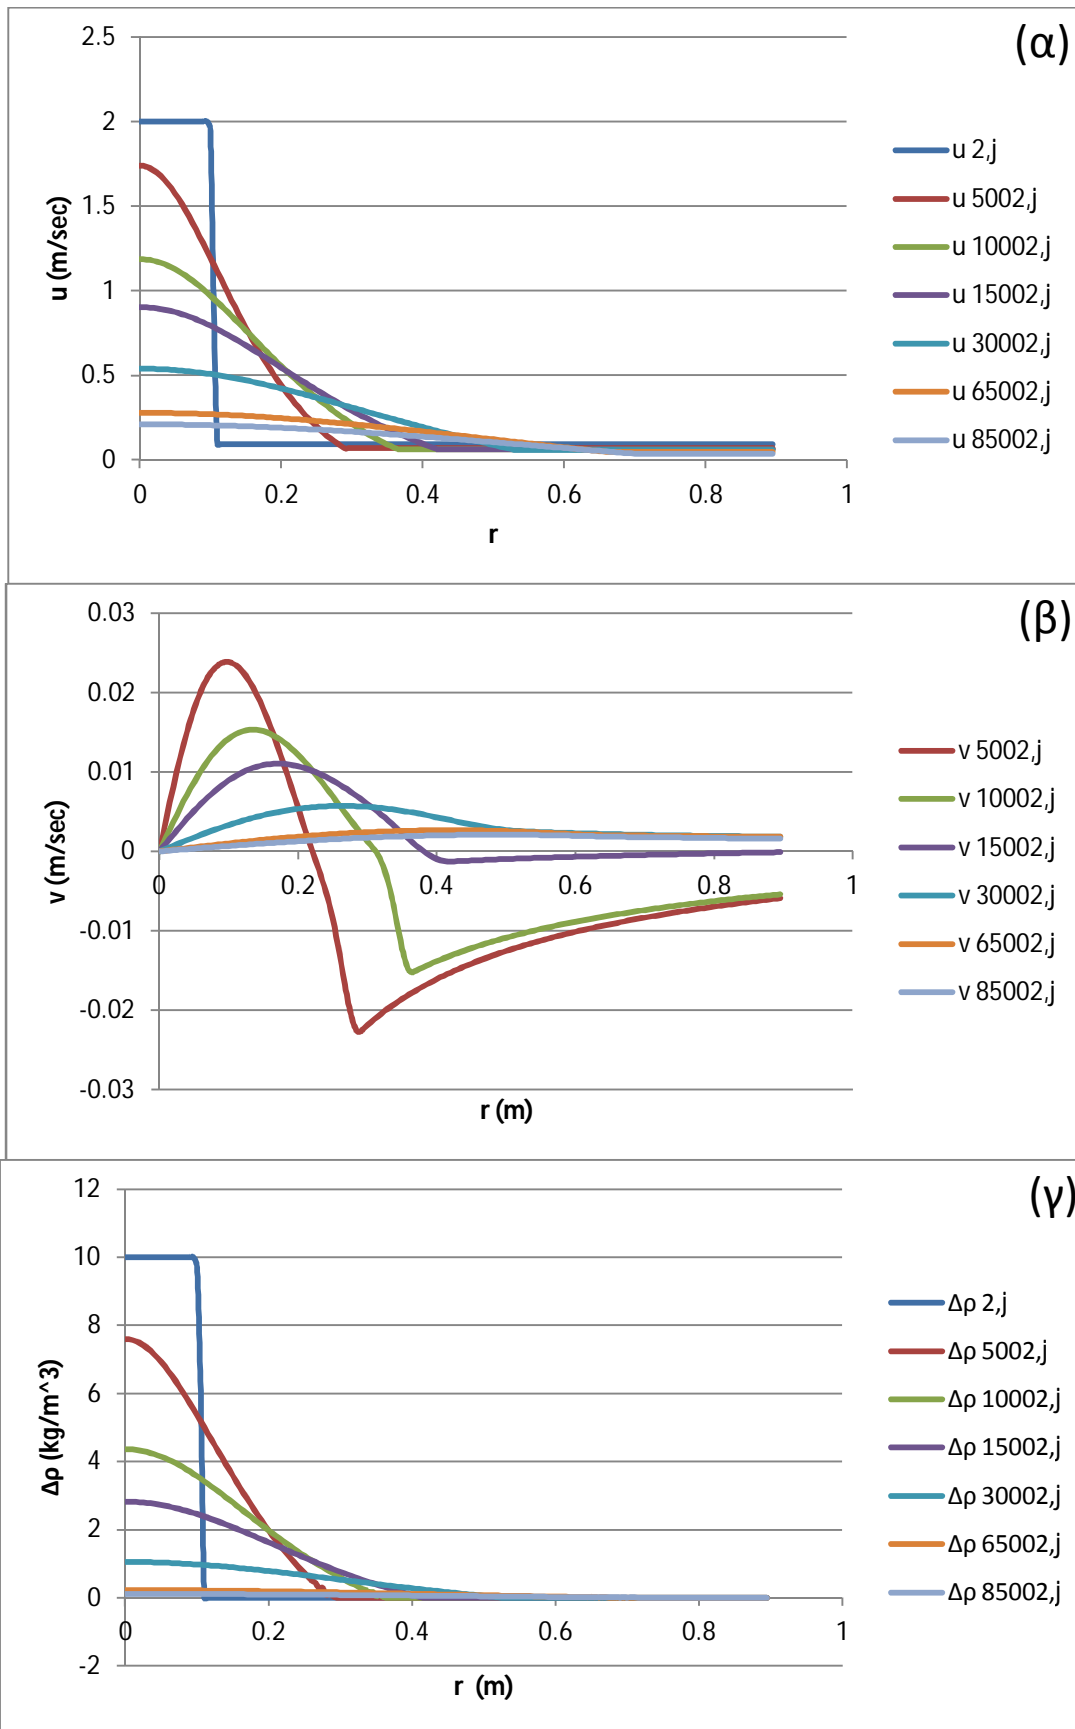 (α)
2.5
2
1.5
1
0.5
0
u (m/sec)
0
0.2
0.4
0.6
0.8
1
r
u 2,j
u 5002,j
u 10002,j
u 15002,j
u 30002,j
u 65002,j
u 85002,j
(β)
0.03
0.02
0.01
0
-0.01
-0.02
-0.03
v (m/sec)
0
0.2
0.4
0.6
0.8
1
r (m)
v 5002,j
v 10002,j
v 15002,j
v 30002,j
v 65002,j
v 85002,j
(γ)
12
10
8
6
4
2
0
-2
Δρ (kg/m^3)
0
0.2
0.4
0.6
0.8
1
r (m)
Δρ 2,j
Δρ 5002,j
Δρ 10002,j
Δρ 15002,j
Δρ 30002,j
Δρ 65002,j
Δρ 85002,j